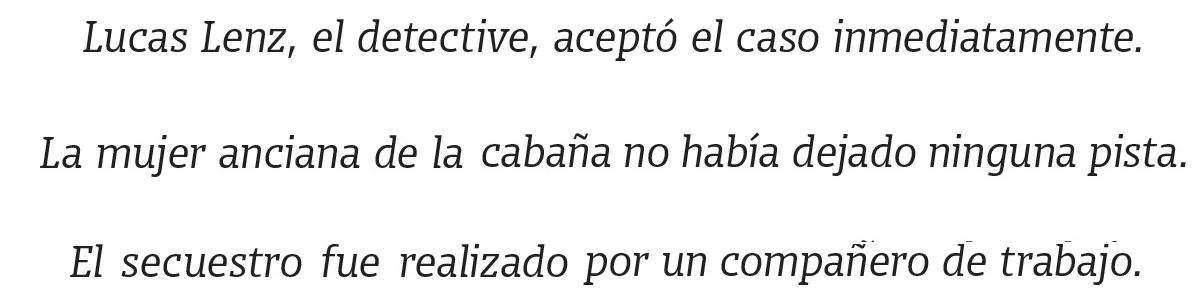 Lucas Lenz, el detective, aceptó el caso inmediatamente.
La mujer anciana de la cabaña no había dejado ninguna pista.
El secuestro fue realizado por un compañero de trabajo.